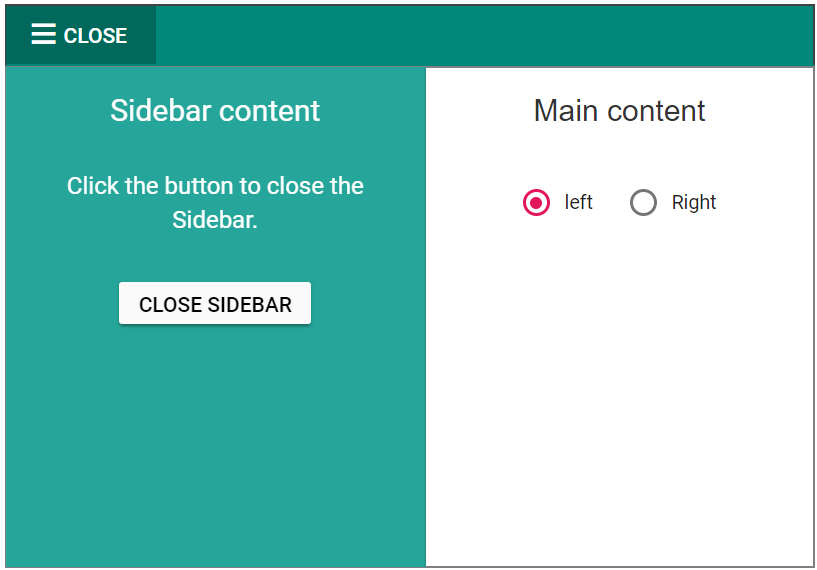 CLOSE
Sidebar content
Click the button to close the
Sidebar.
CLOSE SIDEBAR
Main content
left
Right